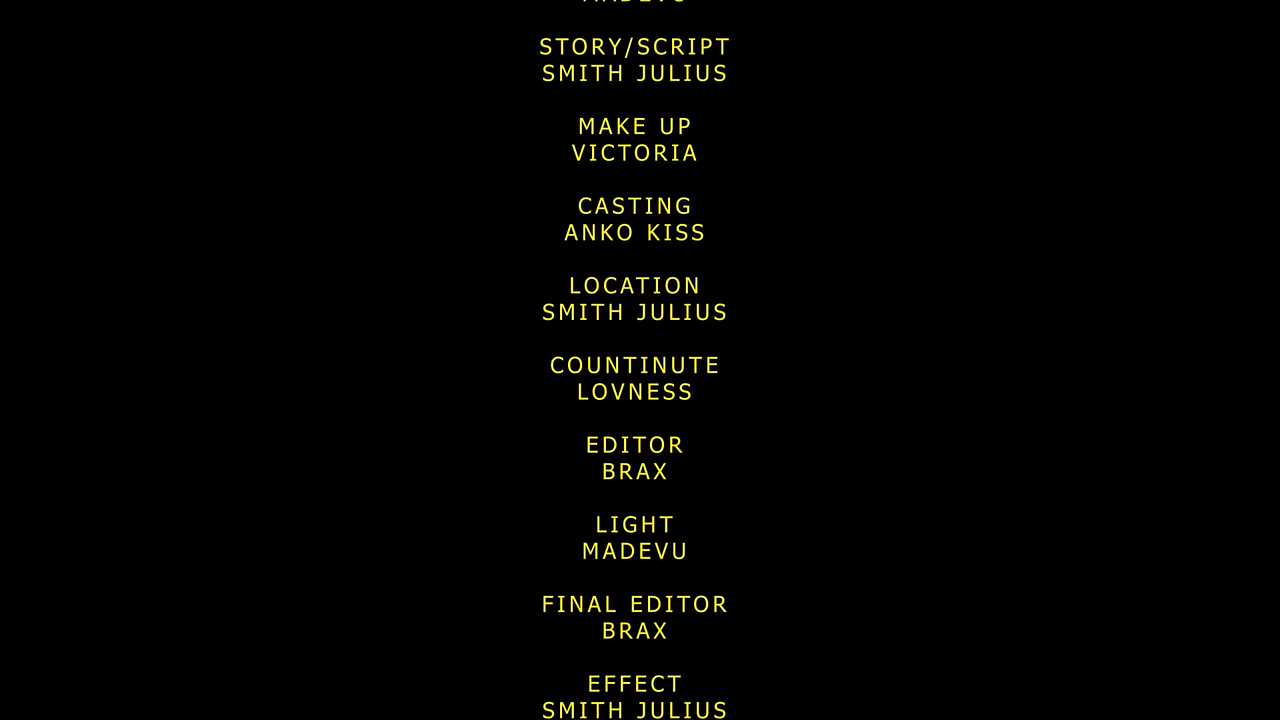 MADEVU
STORY/SCRIPT
SMITH JULIUS
MAKE UP
VICTORIA
CASTING
ANKO KISS
LOCATION
SMITH JULIUS
COUNTINUTE
LOVNESS
EDITOR
BRAX
LIGHT
MADEVU
FINAL EDITOR
BRAX
EFFECT
SMITH JULIUS